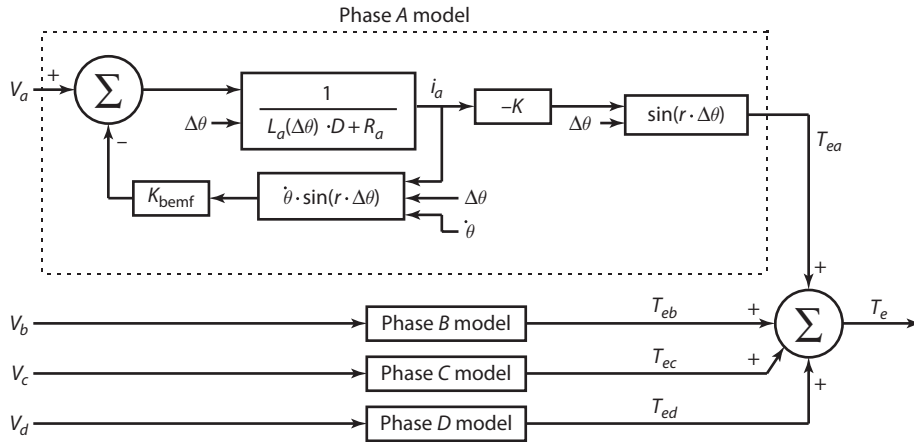 Phase A model
V_a
+
Σ
−
Δθ
1
L_a(Δθ) · D + R_a
i_a
–K
Δθ
sin(r · Δθ)
T_ea
K_bemf
θ̇ · sin(r · Δθ)
Δθ
θ̇
+
V_b
Phase B model
T_eb
+
Σ
T_e
V_c
Phase C model
T_ec
+
V_d
Phase D model
T_ed
+